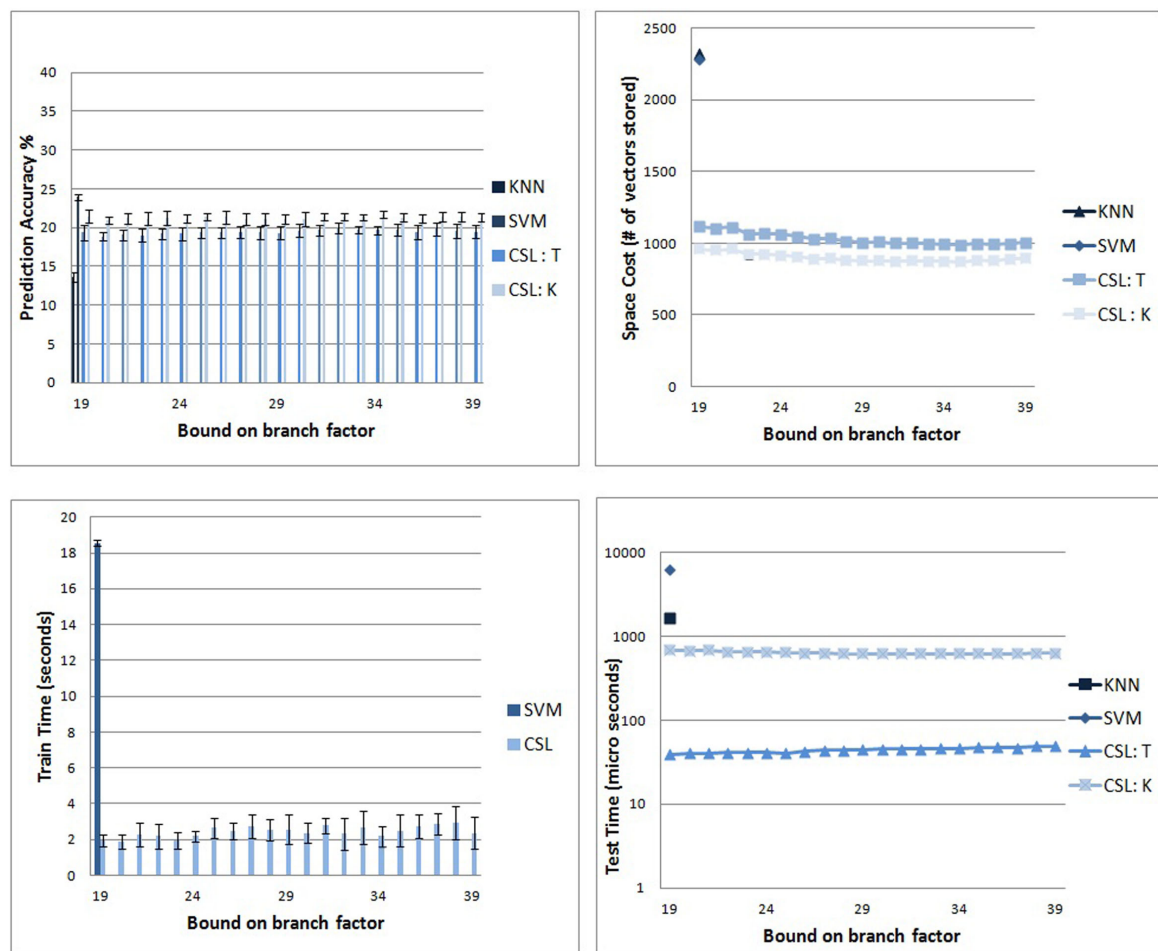 40
35
30
25
20
15
10
5
0
Prediction Accuracy %
19 24 29 34 39
Bound on branch factor
KNN
SVM
CSL : T
CSL: K
2500
2000
1500
1000
500
0
Space Cost (# of vectors stored)
19 24 29 34 39
Bound on branch factor
KNN
SVM
CSL: T
CSL : K
20
18
16
14
12
10
8
6
4
2
0
Train Time (seconds)
19 24 29 34 39
Bound on branch factor
SVM
CSL
10000
1000
100
10
1
Test Time (micro seconds)
19 24 29 34 39
Bound on branch factor
KNN
SVM
CSL: T
CSL: K